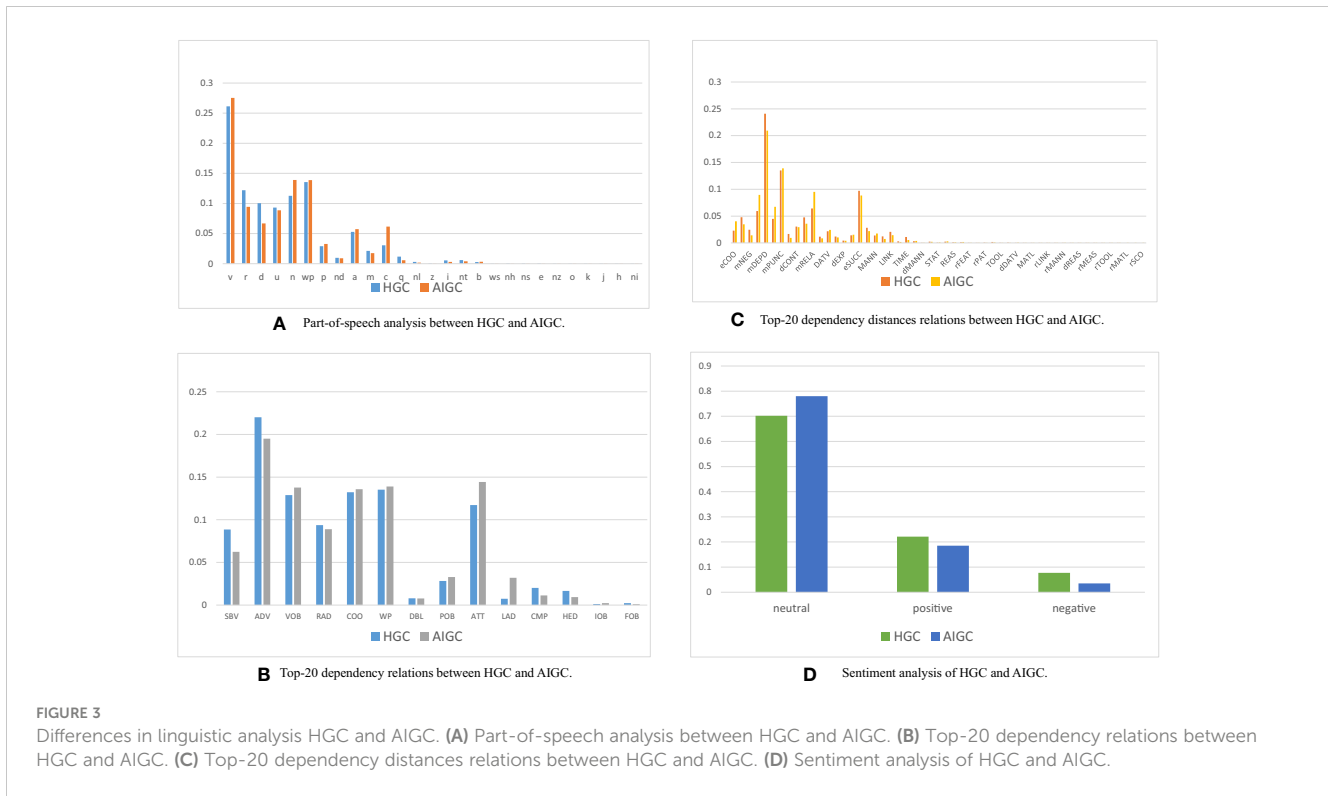 0.3
0.25
0.2
0.15
0.1
0.05
0
v r d u n wp p nd a m c q nl z i nt b ws nh ns e nz o k j h ni
HGC AIGC
A Part-of-speech analysis between HGC and AIGC.
0.3
0.25
0.2
0.15
0.1
0.05
0
eCOO mNEG mDEPD mPUNC dCONT mRELA DATV dEXP eSUCC MANN LINK TIME dMANN STAT REAS rFEAT rPAT TOOL dDATV MATL rLINK rMANN dREAS rMEAS rTOOL rMATL rSCO
HGC AIGC
C Top-20 dependency distances relations between HGC and AIGC.
0.25
0.2
0.15
0.1
0.05
0
SBV ADV VOB RAD COO WP DBL POB ATT LAD CMP HED IOB FOB
HGC AIGC
B Top-20 dependency relations between HGC and AIGC.
0.9
0.8
0.7
0.6
0.5
0.4
0.3
0.2
0.1
0
neutral positive negative
HGC AIGC
D Sentiment analysis of HGC and AIGC.
FIGURE 3
Differences in linguistic analysis HGC and AIGC. (A) Part-of-speech analysis between HGC and AIGC. (B) Top-20 dependency relations between
HGC and AIGC. (C) Top-20 dependency distances relations between HGC and AIGC. (D) Sentiment analysis of HGC and AIGC.